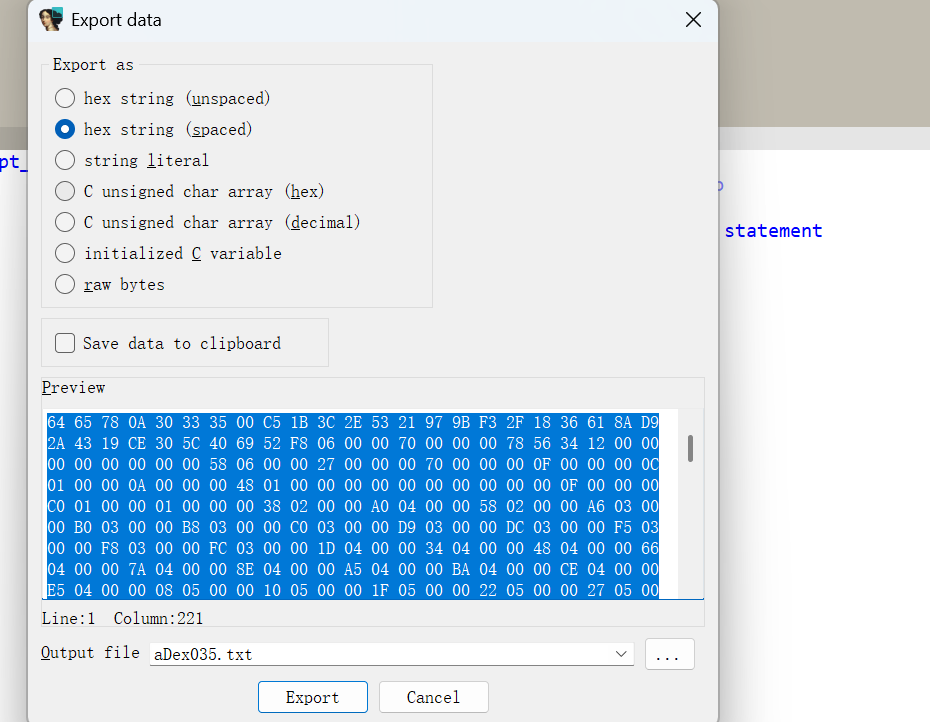 Export data
Export as
hex string (unspaced)
hex string (spaced)
string literal
C unsigned char array (hex)
C unsigned char array (decimal)
initialized C variable
raw bytes
Save data to clipboard
Preview
64 65 78 0A 30 33 35 00 C5 1B 3C 2E 53 21 97 9B F3 2F 18 36 61 8A D9
2A 43 19 CE 30 5C 40 69 52 F8 06 00 00 70 00 00 00 78 56 34 12 00 00
00 00 00 00 00 00 58 06 00 00 27 00 00 00 70 00 00 00 0F 00 00 00 0C
01 00 00 0A 00 00 00 48 01 00 00 00 00 00 00 00 00 00 00 0F 00 00 00
C0 01 00 00 01 00 00 00 38 02 00 00 A0 04 00 00 58 02 00 00 A6 03 00
00 B0 03 00 00 B8 03 00 00 C0 03 00 00 D9 03 00 00 DC 03 00 00 F5 03
00 00 F8 03 00 00 FC 03 00 00 1D 04 00 00 34 04 00 00 48 04 00 00 66
04 00 00 7A 04 00 00 8E 04 00 00 A5 04 00 00 BA 04 00 00 CE 04 00 00
E5 04 00 00 08 05 00 00 10 05 00 00 1F 05 00 00 22 05 00 00 27 05 00
Line:1 Column:221
Output file aDex035.txt ...
Export Cancel
pt_
statement